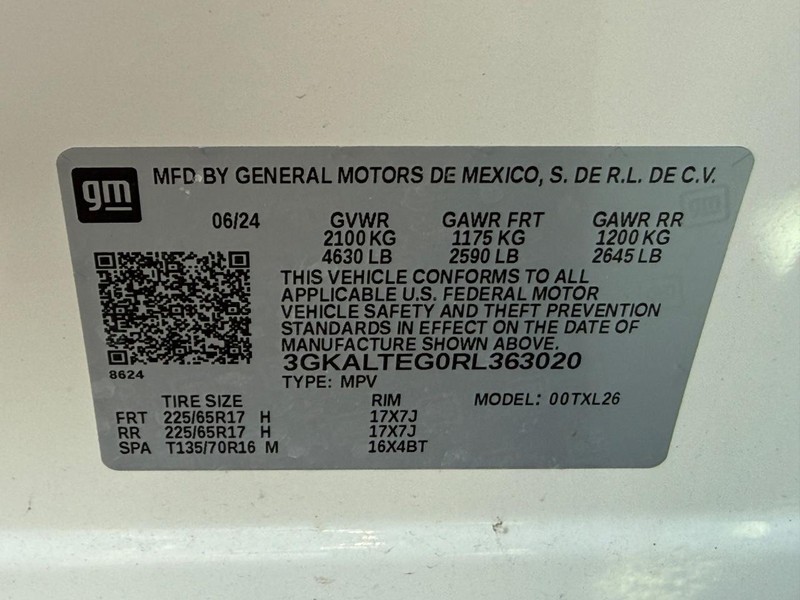 gm MFD BY GENERAL MOTORS DE MEXICO, S. DE R.L. DE C.V.
06/24 GVWR GAWR FRT GAWR RR
2100 KG 1175 KG 1200 KG
4630 LB 2590 LB 2645 LB
THIS VEHICLE CONFORMS TO ALL
APPLICABLE U.S. FEDERAL MOTOR
VEHICLE SAFETY AND THEFT PREVENTION
STANDARDS IN EFFECT ON THE DATE OF
MANUFACTURE SHOWN ABOVE.
3GKALTEG0RL363020
8624 TYPE: MPV
TIRE SIZE RIM MODEL: 00TXL26
FRT 225/65R17 H 17X7J
RR 225/65R17 H 17X7J
SPA T135/70R16 M 16X4BT